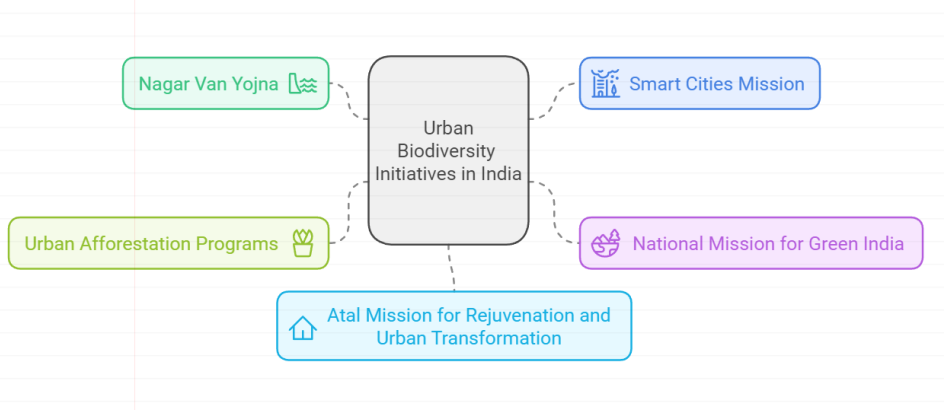 Nagar Van Yojna
Smart Cities Mission
Urban
Biodiversity
Initiatives in India
Urban Afforestation Programs
National Mission for Green India
Atal Mission for Rejuvenation and
Urban Transformation